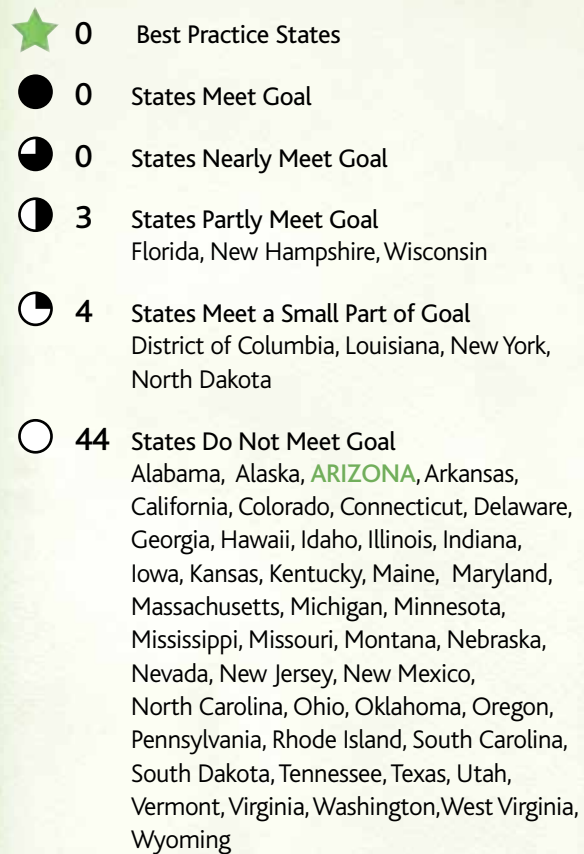 0 Best Practice States
0 States Meet Goal
0 States Nearly Meet Goal
3 States Partly Meet Goal
Florida, New Hampshire, Wisconsin
4 States Meet a Small Part of Goal
District of Columbia, Louisiana, New York,
North Dakota
44 States Do Not Meet Goal
Alabama, Alaska, ARIZONA, Arkansas,
California, Colorado, Connecticut, Delaware,
Georgia, Hawaii, Idaho, Illinois, Indiana,
Iowa, Kansas, Kentucky, Maine, Maryland,
Massachusetts, Michigan, Minnesota,
Mississippi, Missouri, Montana, Nebraska,
Nevada, New Jersey, New Mexico,
North Carolina, Ohio, Oklahoma, Oregon,
Pennsylvania, Rhode Island, South Carolina,
South Dakota, Tennessee, Texas, Utah,
Vermont, Virginia, Washington,West Virginia,
Wyoming